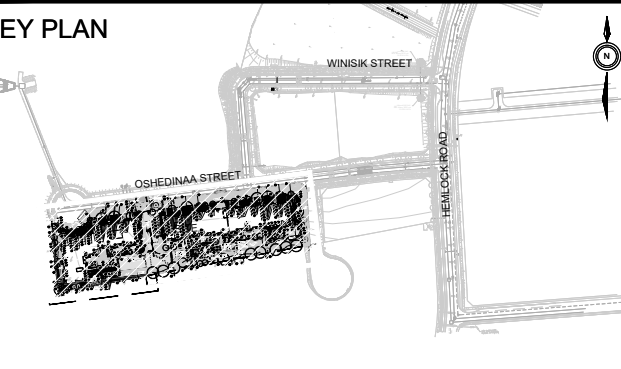 EY PLAN
WINISIK STREET
N
HEMLOCK ROAD
OSHEDINAA STREET